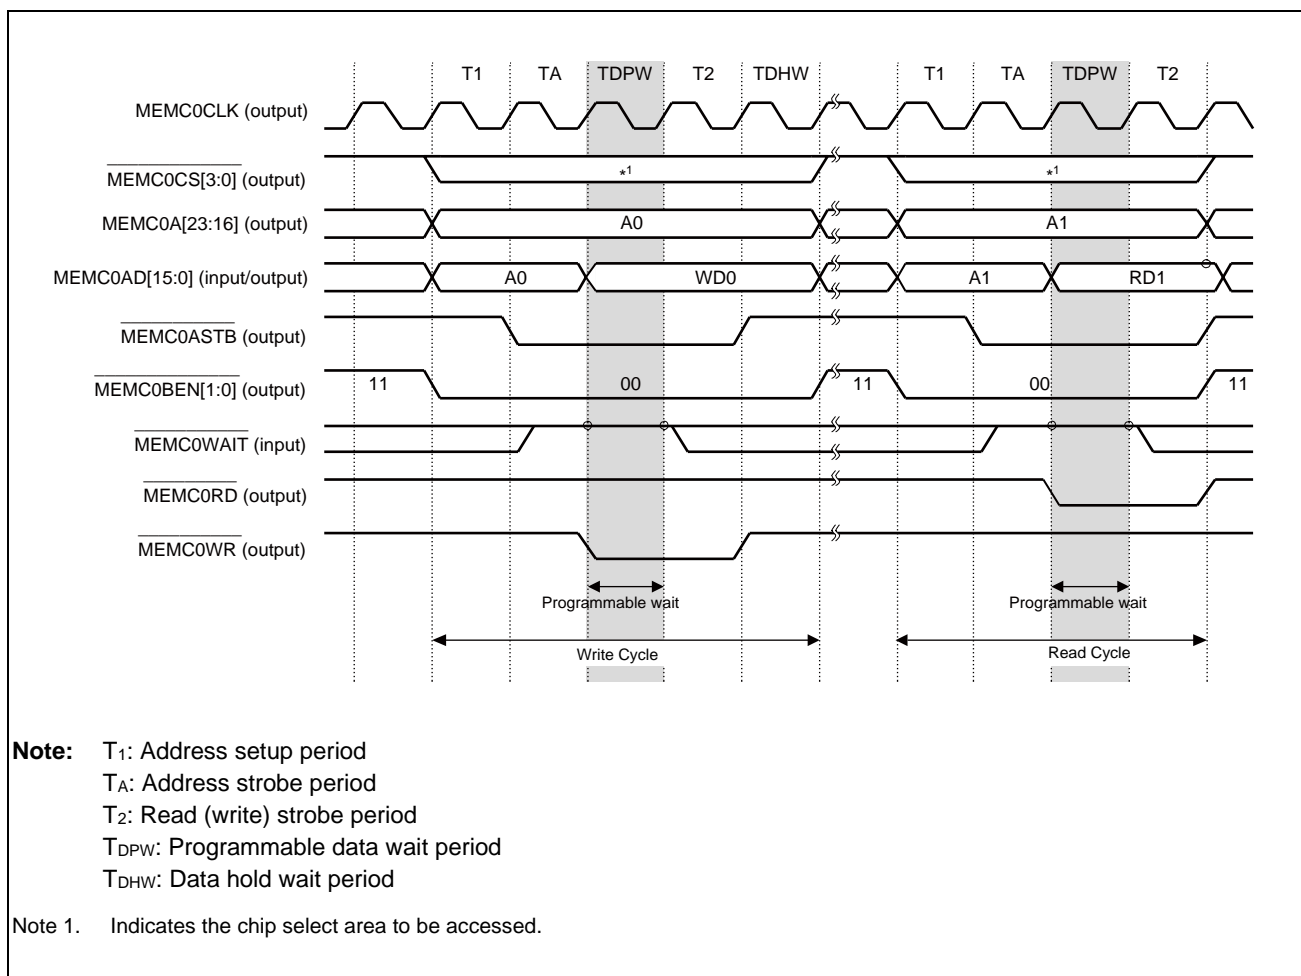 T1 TA TDPW T2 TDHW T1 TA TDPW T2
MEMC0CLK (output)
MEMC0CS[3:0] (output) *1 *1
MEMC0A[23:16] (output) A0 A1
MEMC0AD[15:0] (input/output) A0 WD0 A1 RD1
MEMC0ASTB (output)
MEMC0BEN[1:0] (output) 11 00 11 00 11
MEMC0WAIT (input)
MEMC0RD (output)
MEMC0WR (output)
Programmable wait Programmable wait
Write Cycle Read Cycle
Note: T1: Address setup period
TA: Address strobe period
T2: Read (write) strobe period
TDPW: Programmable data wait period
TDHW: Data hold wait period
Note 1. Indicates the chip select area to be accessed.